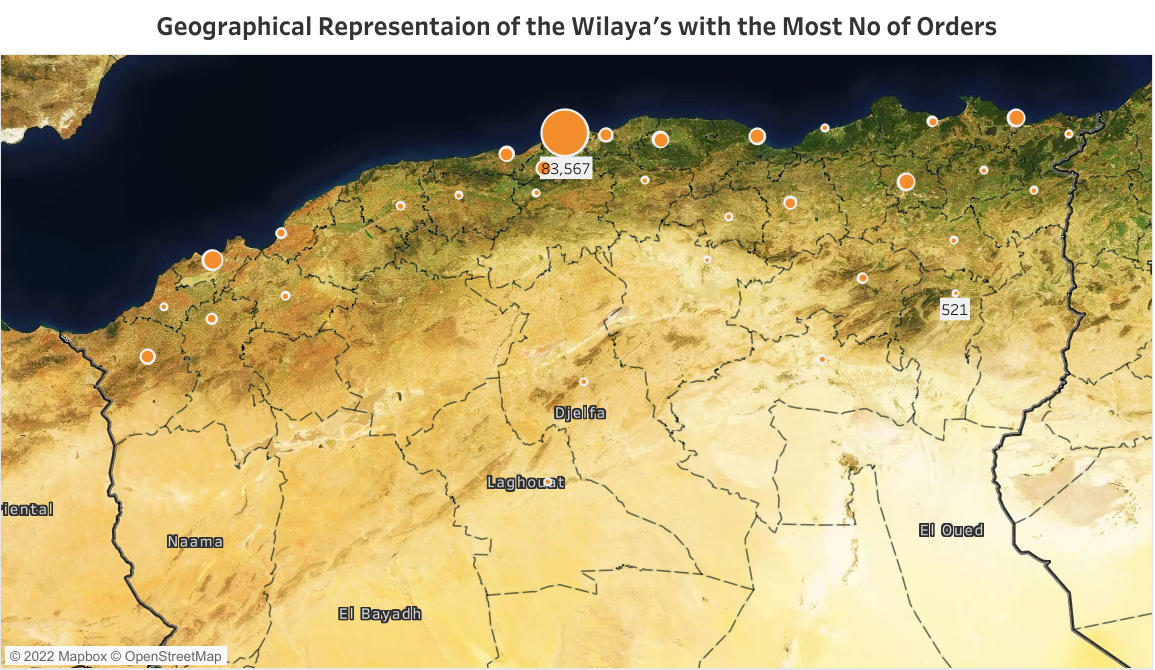 Geographical Representaion of the Wilaya's with the Most No of Orders
83,567
521
Djelfa
Laghouat
riental
El Oued
Naama
El Bayadh
© 2022 Mapbox © OpenStreetMap